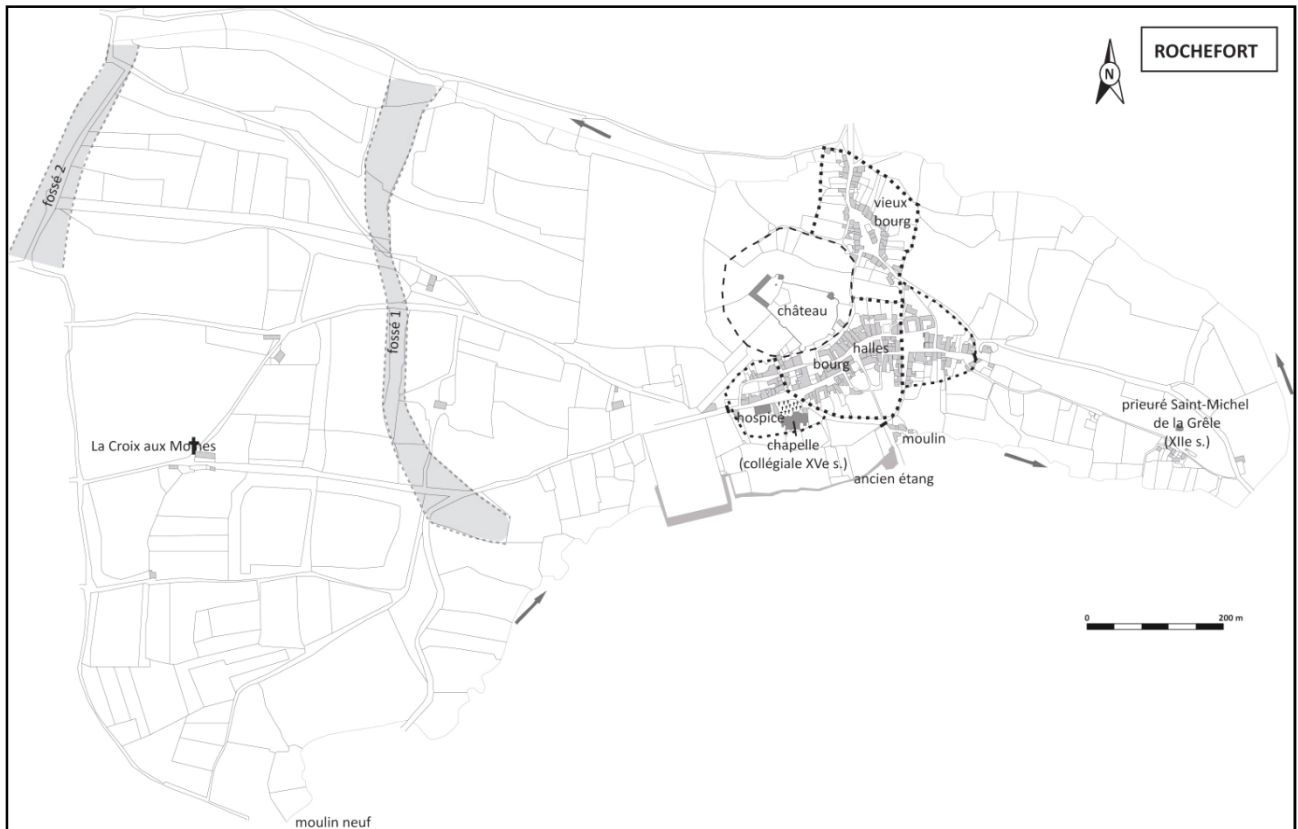 ROCHEFORT
N
fossé 2
vieux
bourg
château
fossé 1
halles
bourg
prieuré Saint-Michel
de la Grêle
(XIIe s.)
hospice
La Croix aux Moines
moulin
chapelle
(collégiale XVe s.)
ancien étang
0 200 m
moulin neuf